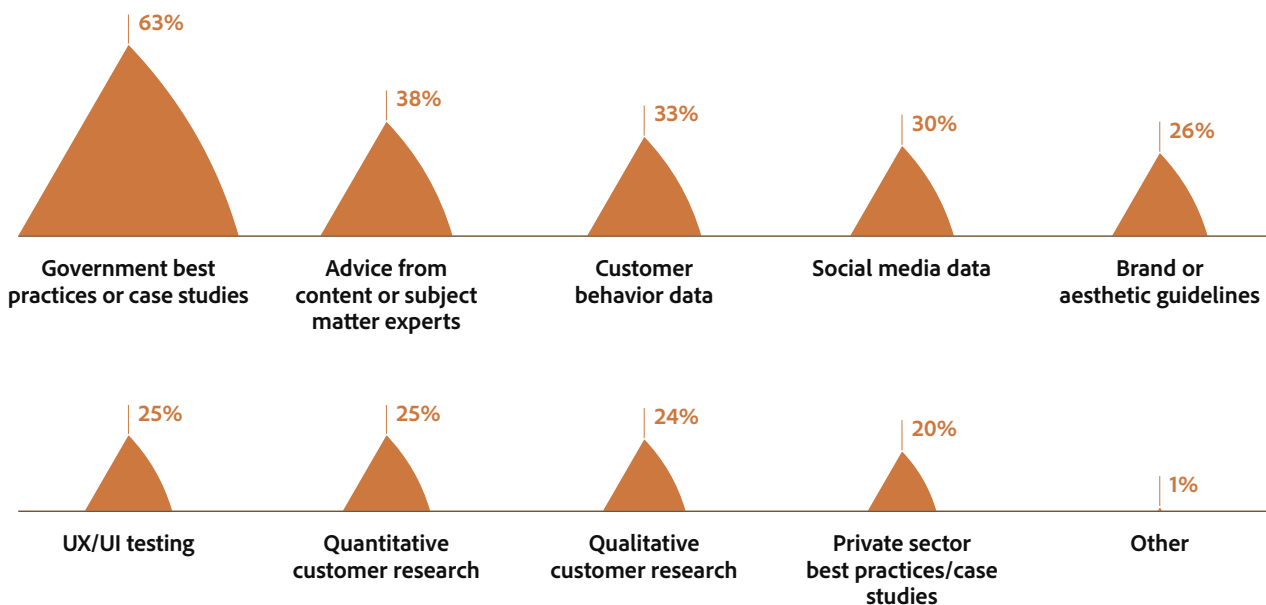 63%
38%
33%
30%
26%
Government best
practices or case studies
Advice from
content or subject
matter experts
Customer
behavior data
Social media data
Brand or
aesthetic guidelines
25%
25%
24%
20%
1%
UX/UI testing
Quantitative
customer research
Qualitative
customer research
Private sector
best practices/case
studies
Other